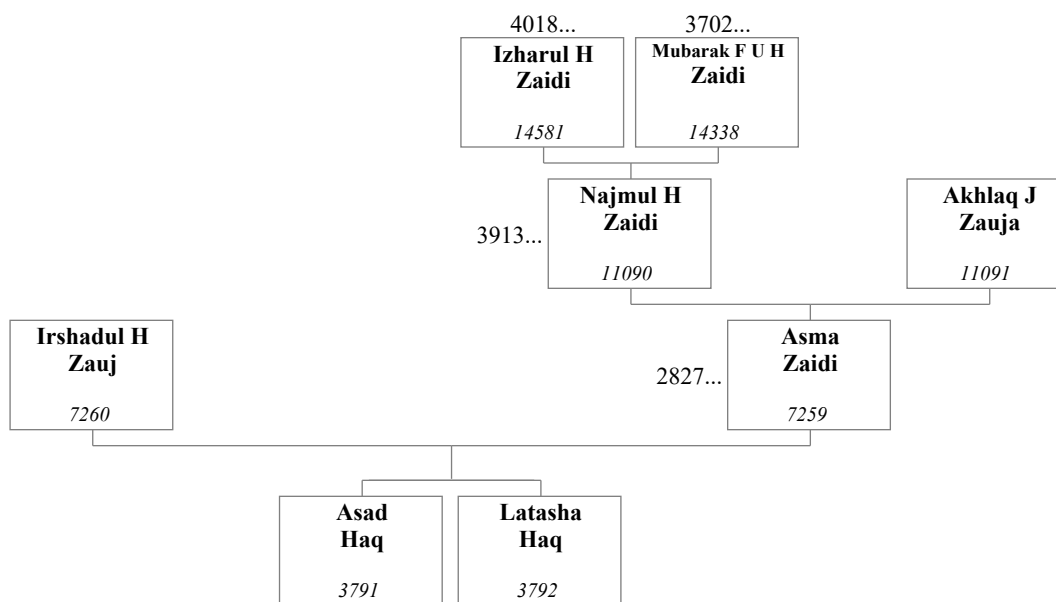 4018...
3702...
Izharul H
Zaidi
14581
Mubarak F U H
Zaidi
14338
Najmul H
Zaidi
11090
Akhlaq J
Zauja
11091
3913...
Irshadul H
Zauj
7260
Asma
Zaidi
7259
2827...
Asad
Haq
3791
Latasha
Haq
3792